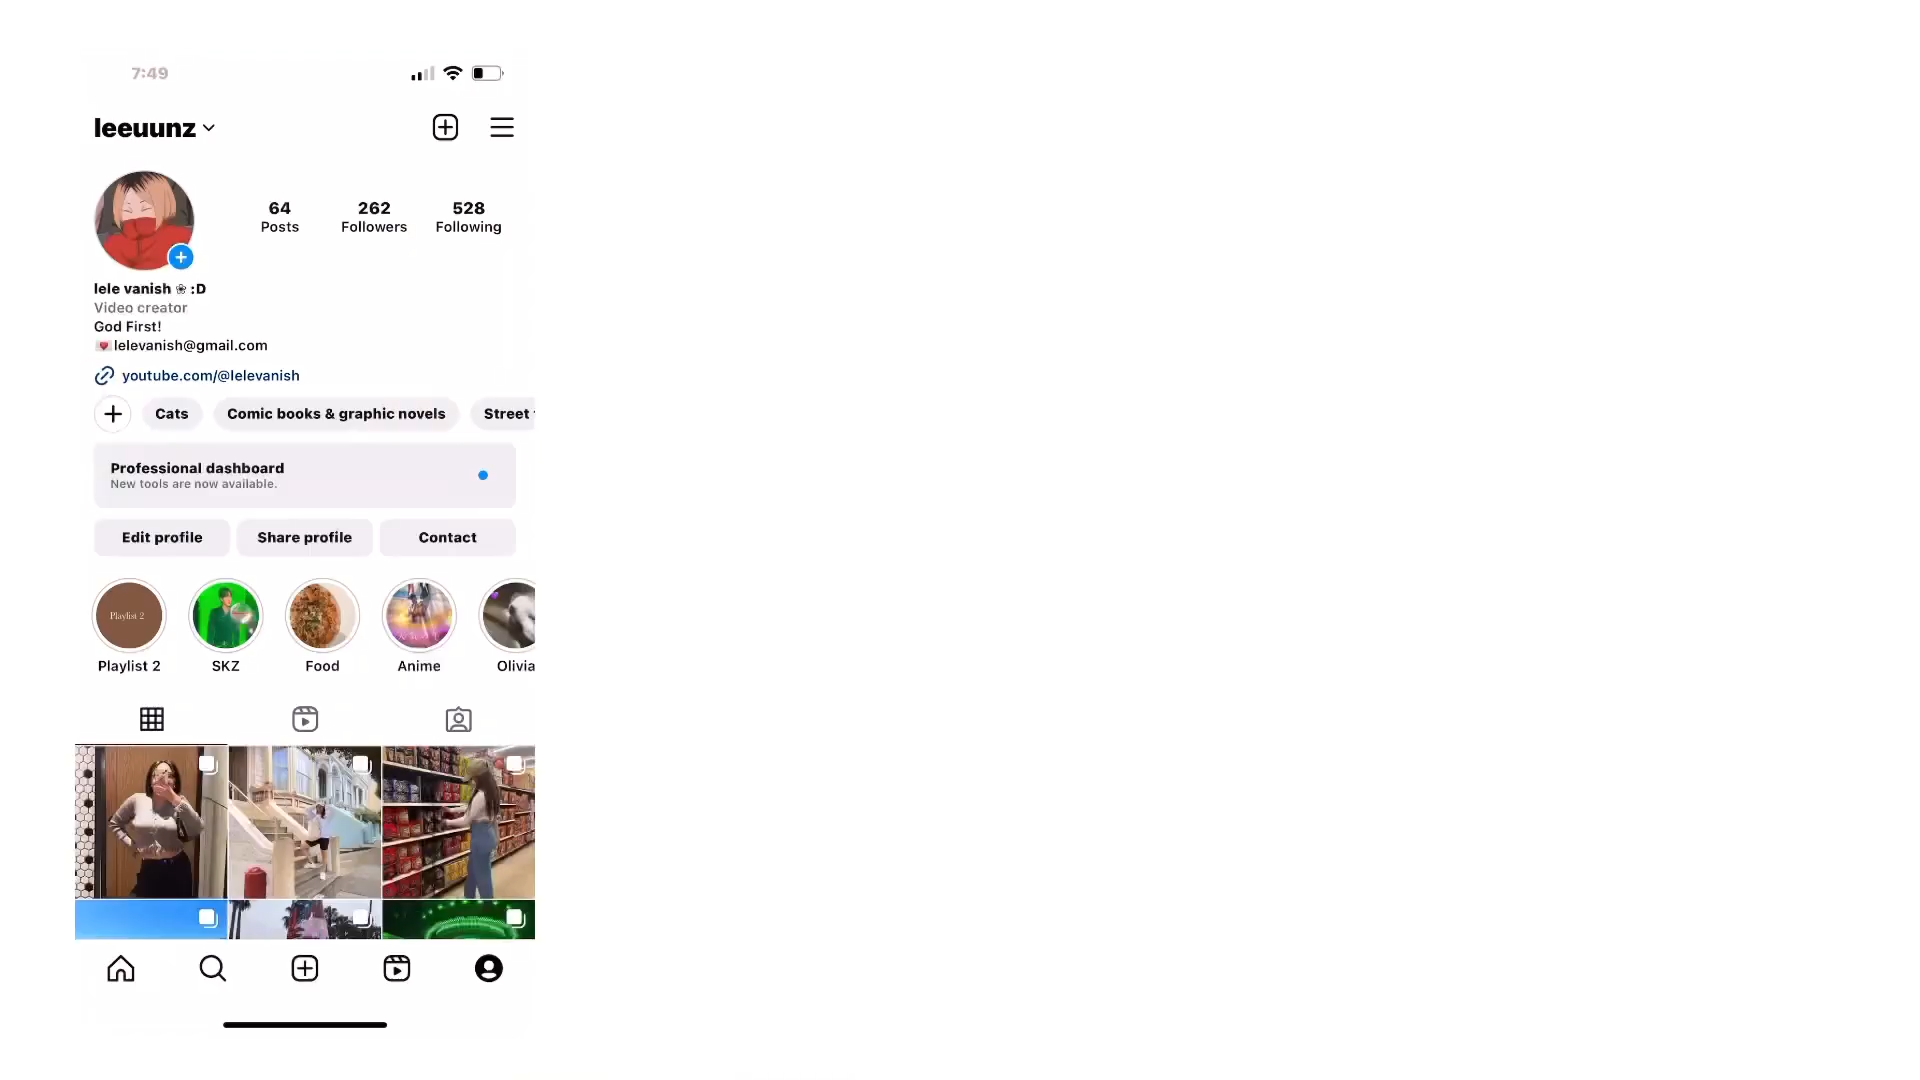 7:49
leeuunz
64
Posts
262
Followers
528
Following
lele vanish ❀ :D
Video creator
God First!
💌lelevanish@gmail.com
youtube.com/@lelevanish
Cats
Comic books & graphic novels
Street
Professional dashboard
New tools are now available.
Edit profile
Share profile
Contact
Playlist 2
Playlist 2
SKZ
Food
Anime
Olivia